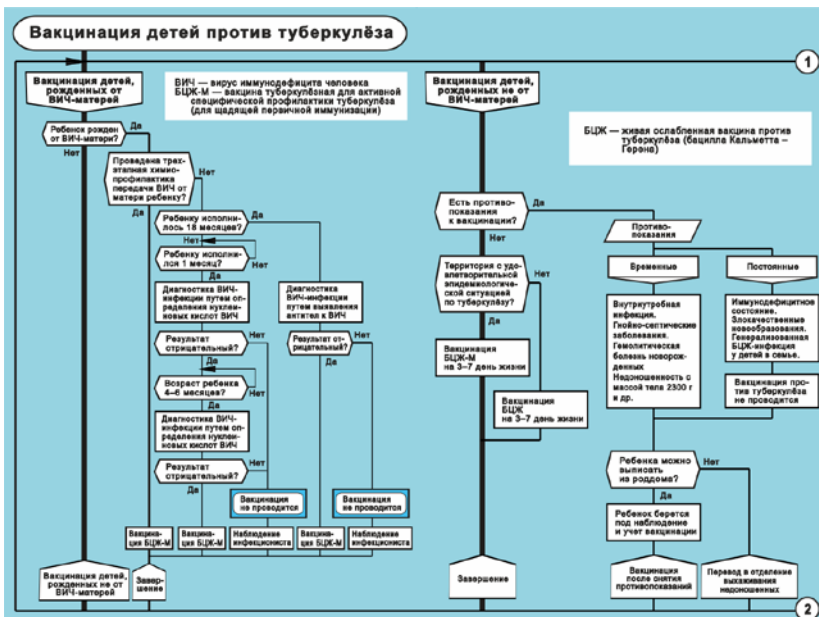 Вакцинация детей против туберкулёза
1
Вакцинация детей,
рожденных от
ВИЧ-матерей
ВИЧ — вирус иммунодефицита человека
БЦЖ-М — вакцина туберкулёзная для активной
специфической профилактики туберкулёза
(для щадящей первичной иммунизации)
Вакцинация детей,
рожденных не от
ВИЧ-матерей
БЦЖ — живая ослабленная вакцина против
туберкулёза (бацилла Кальметта –
Герена)
Ребенок рожден
от ВИЧ-матери?
Да
Нет
Проведена трех-
этапная химио-
профилактика
передачи ВИЧ от
матери ребенку?
Нет
Да
Ребенку исполни-
лось 18 месяцев?
Да
Нет
Ребенку исполни-
лся 1 месяц?
Нет
Да
Диагностика ВИЧ-
инфекции путем оп-
ределения нуклеи-
новых кислот ВИЧ
Результат
отрицательный?
Нет
Да
Возраст ребенка
4–6 месяцев?
Нет
Да
Диагностика ВИЧ-
инфекции путем оп-
ределения нуклеи-
новых кислот ВИЧ
Результат
отрицательный?
Нет
Да
Диагностика
ВИЧ-инфекции
путем выявления
антител к ВИЧ
Результат от-
рицательный?
Нет
Да
Вакцинация
не проводится
Вакцинация
не проводится
Вакцина-
ция БЦЖ-М
Вакцина-
ция БЦЖ-М
Наблюдение
инфекциониста
Вакцина-
ция БЦЖ-М
Наблюдение
инфекциониста
Вакцинация детей,
рожденных не от
ВИЧ-матерей
Завер-
шение
Есть противо-
показания
к вакцинации?
Да
Нет
Территория с удо-
влетворительной
эпидемиологиче-
ской ситуацией
по туберкулёзу?
Нет
Да
Вакцинация
БЦЖ-М
на 3–7 день жизни
Вакцинация
БЦЖ
на 3–7 день жизни
Завершение
Противо-
показания
Временные
Постоянные
Внутриутробная
инфекция.
Гнойно-септические
заболевания.
Гемолитическая
болезнь новорож-
денных
Недоношенность с
массой тела 2300 г
и др.
Иммунодефицитное
состояние.
Злокачественные
новообразования.
Генерализованная
БЦЖ-инфекция
у детей в семье.
Вакцинация про-
тив туберкулёза
не проводится
Ребенка можно
выписать
из роддома?
Нет
Да
Ребенок берется
под наблюдение
и учет вакцинации
Вакцинация
после снятия
противопоказаний
Перевод в отделение
выхаживания
недоношенных
2